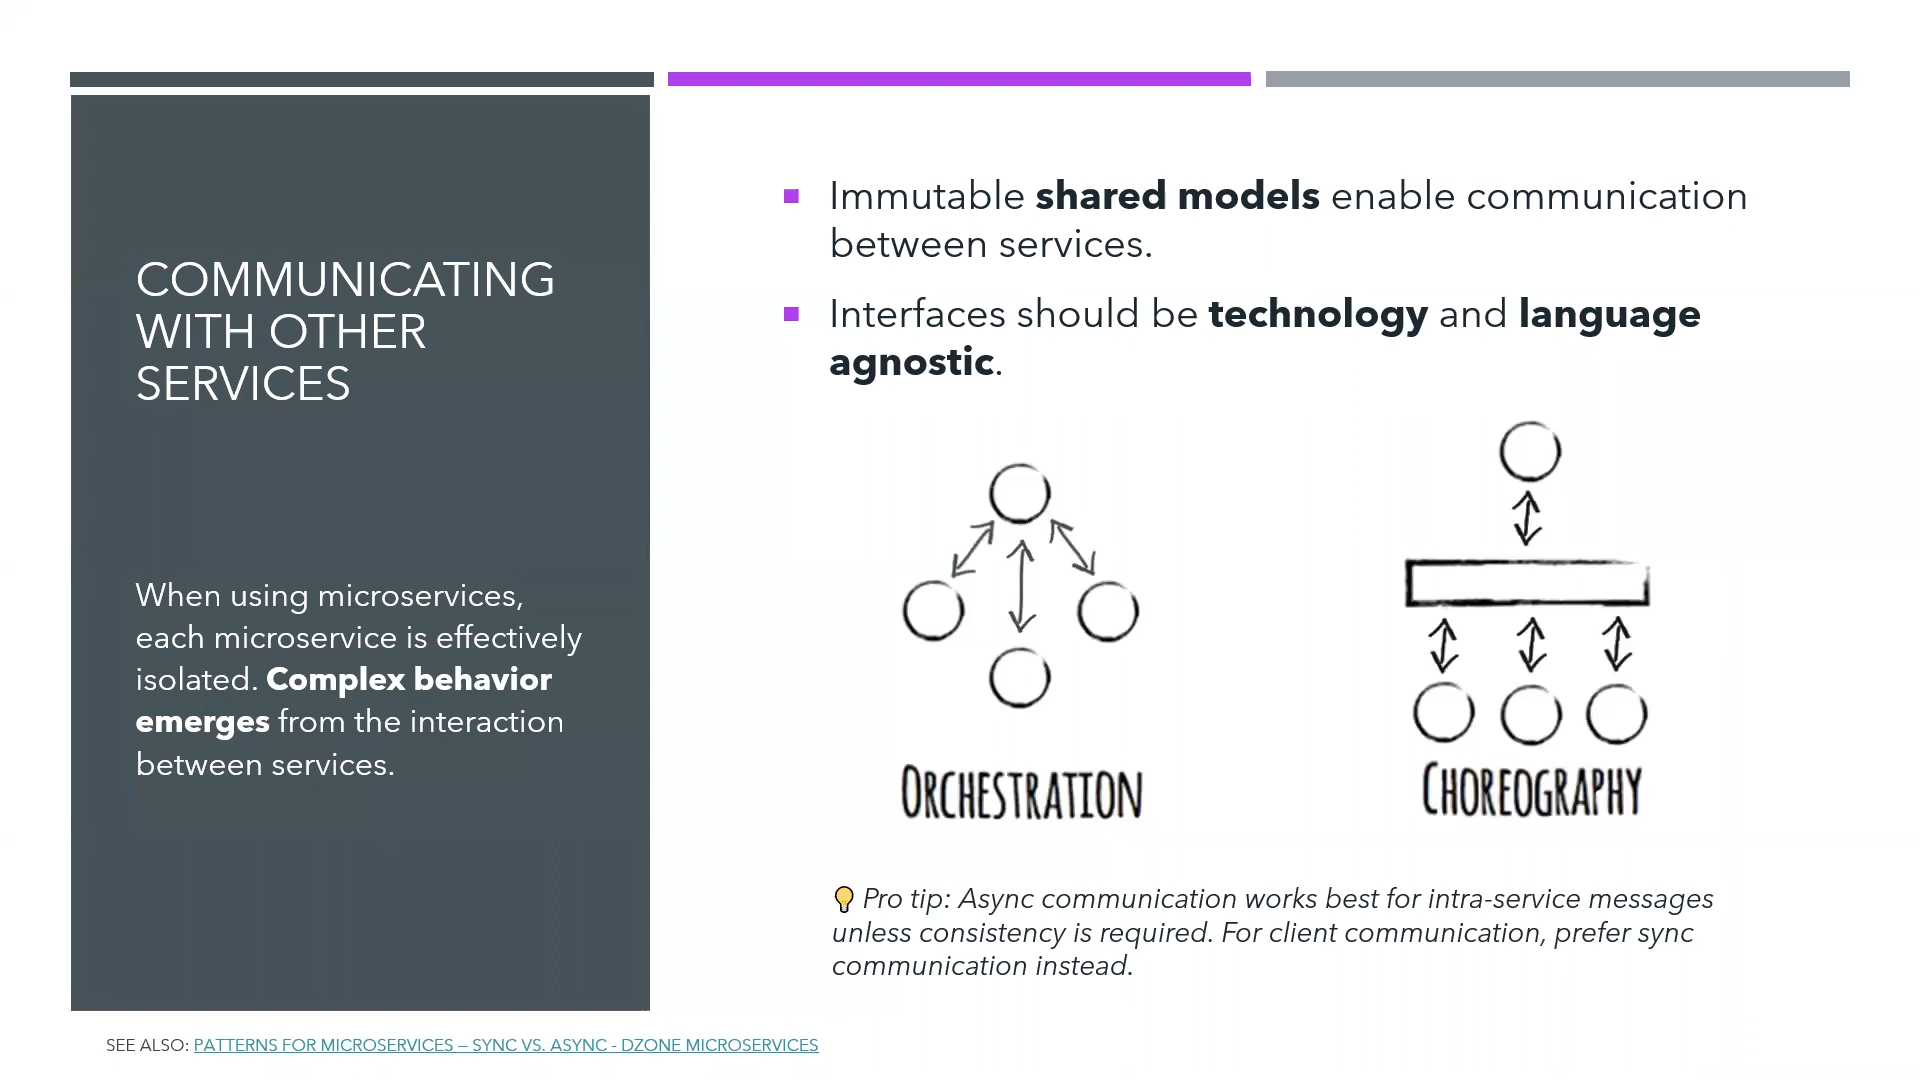 COMMUNICATING
WITH OTHER
SERVICES
When using microservices,
each microservice is effectively
isolated. Complex behavior
emerges from the interaction
between services.
Immutable shared models enable communication
between services.
Interfaces should be technology and language
agnostic.
ORCHESTRATION
CHOREOGRAPHY
Pro tip: Async communication works best for intra-service messages
unless consistency is required. For client communication, prefer sync
communication instead.
SEE ALSO: PATTERNS FOR MICROSERVICES – SYNC VS. ASYNC - DZONE MICROSERVICES